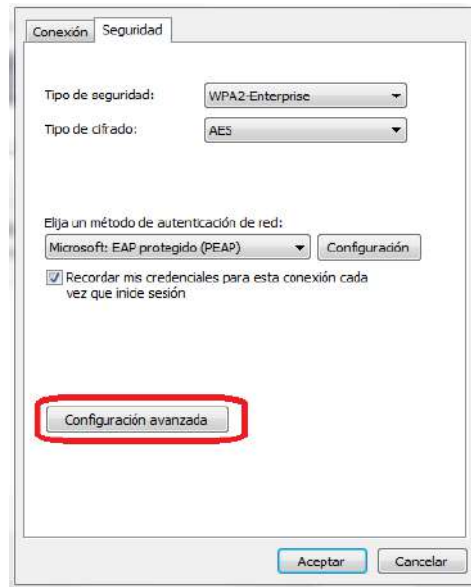 Conexión Seguridad
Tipo de seguridad: WPA2-Enterprise
Tipo de cifrado: AES
Elija un método de autenticación de red:
Microsoft: EAP protegido (PEAP) Configuración
Recordar mis credenciales para esta conexión cada
vez que inicie sesión
Configuración avanzada
Aceptar Cancelar